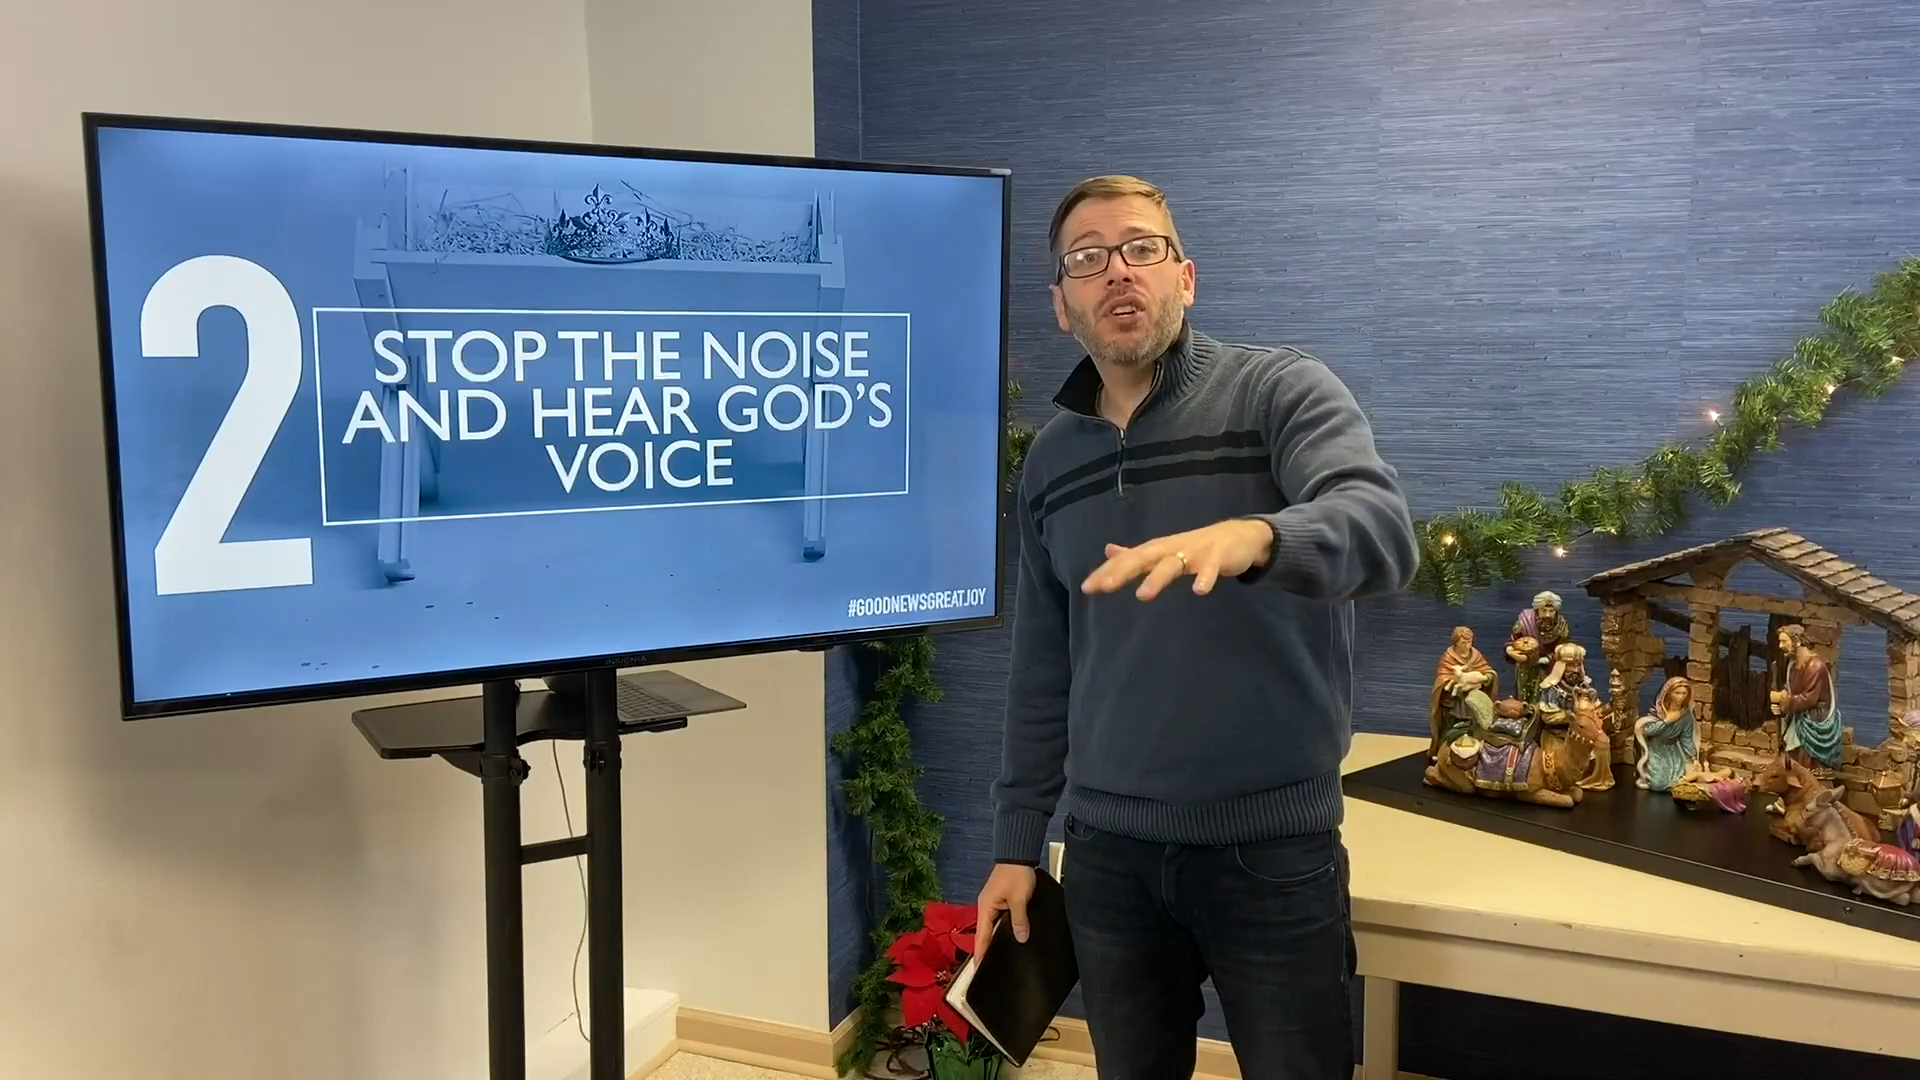 2
STOP THE NOISE
AND HEAR GOD'S
VOICE
#GOODNEWSGREATJOY
INSIGNIA